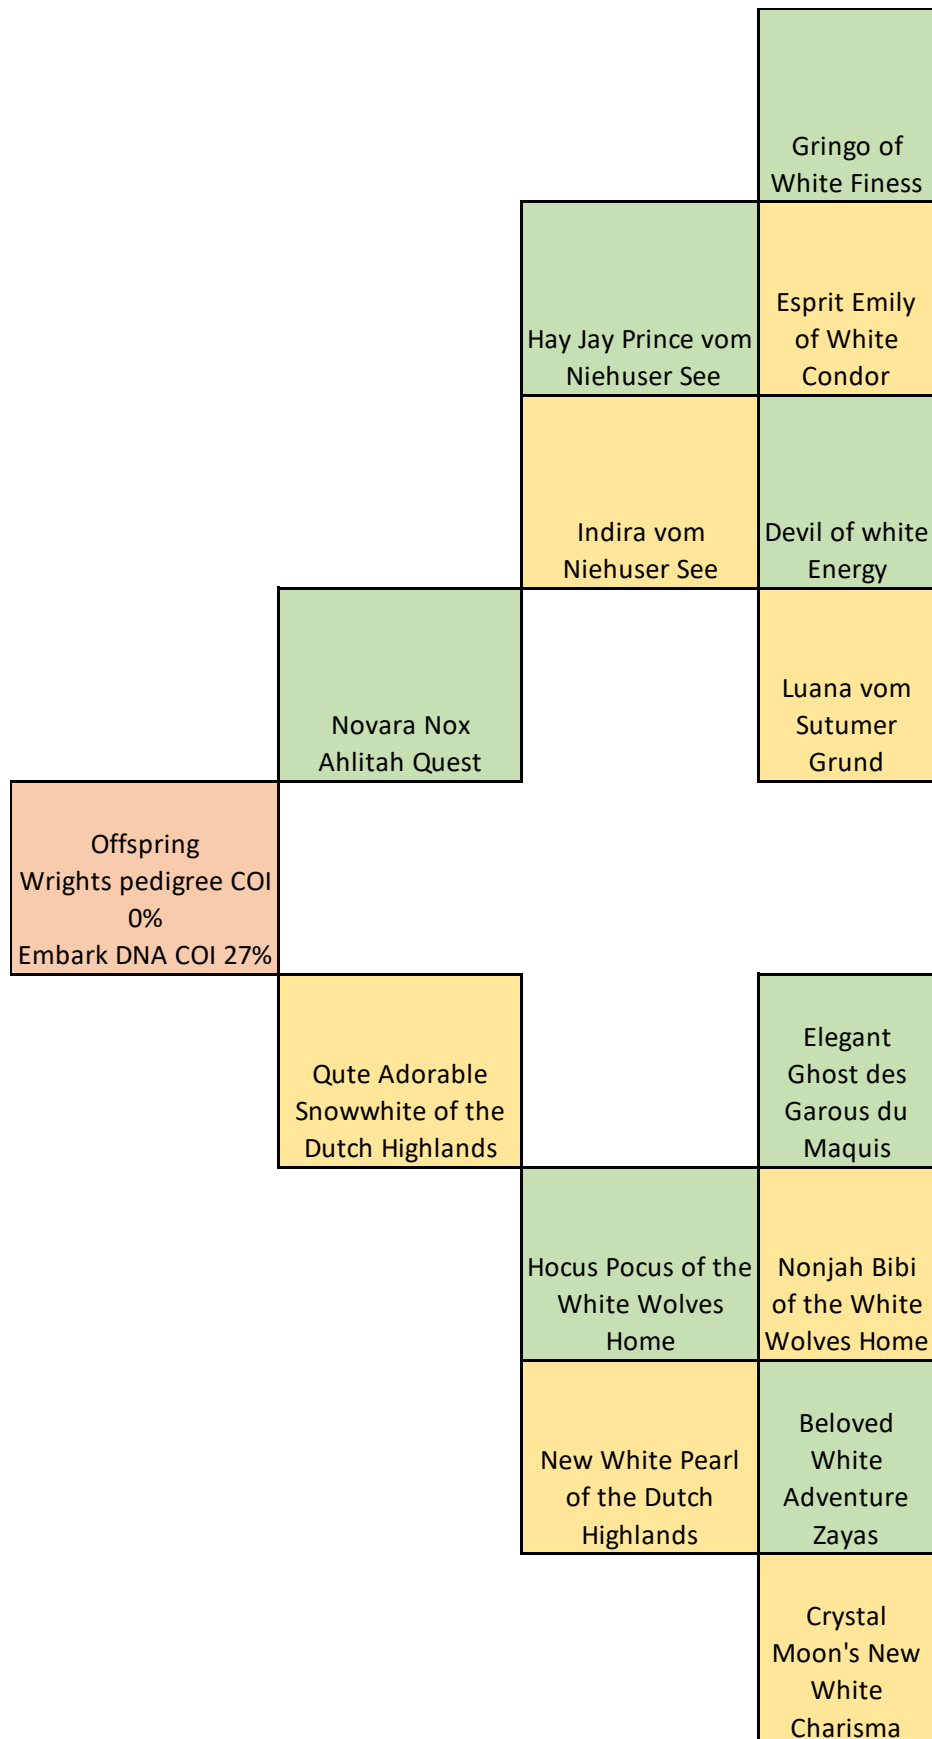 Gringo of
White Finess
Hay Jay Prince vom
Niehuser See
Esprit Emily
of White
Condor
Indira vom
Niehuser See
Devil of white
Energy
Novara Nox
Ahlitah Quest
Luana vom
Sutumer
Grund
Offspring
Wrights pedigree COI
0%
Embark DNA COI 27%
Qute Adorable
Snowwhite of the
Dutch Highlands
Elegant
Ghost des
Garous du
Maquis
Hocus Pocus of the
White Wolves
Home
Nonjah Bibi
of the White
Wolves Home
New White Pearl
of the Dutch
Highlands
Beloved
White
Adventure
Zayas
Crystal
Moon's New
White
Charisma